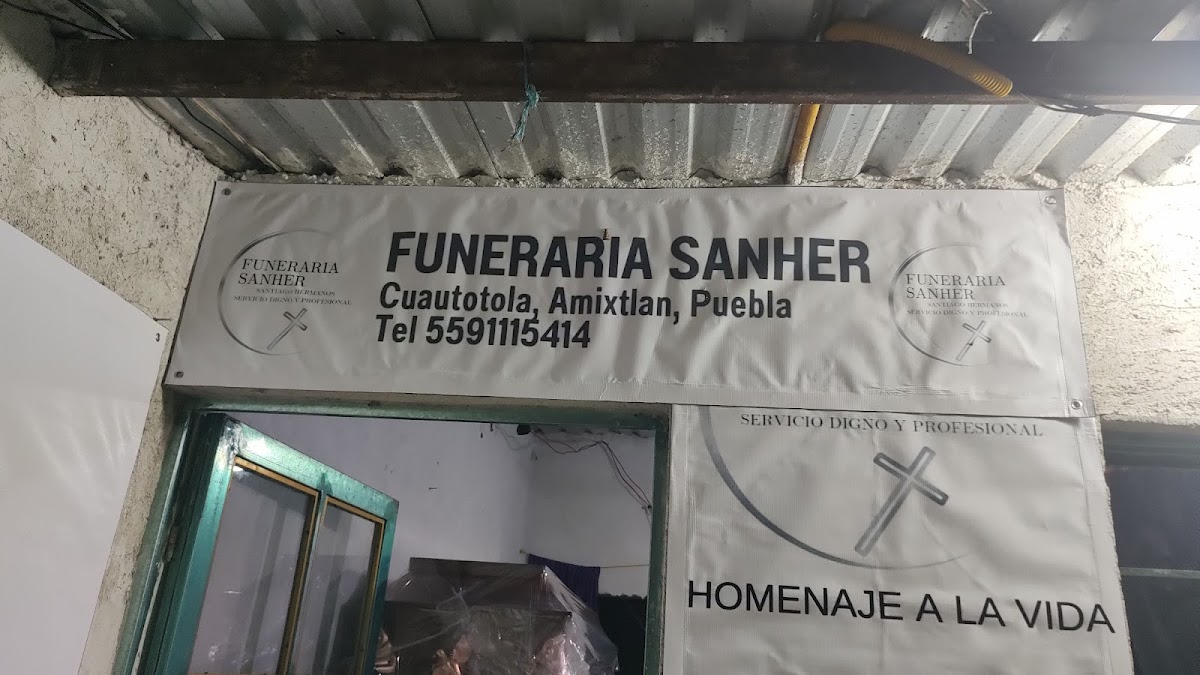 FUNERARIA
SANHER
SANTIAGO HERMANOS
SERVICIO DIGNO Y PROFESIONAL
FUNERARIA SANHER
Cuautotola, Amixtlan, Puebla
Tel 5591115414
FUNERARIA
SANHER
SANTIAGO HERMANOS
SERVICIO DIGNO Y PROFESIONAL
SERVICIO DIGNO Y PROFESIONAL
HOMENAJE A LA VIDA